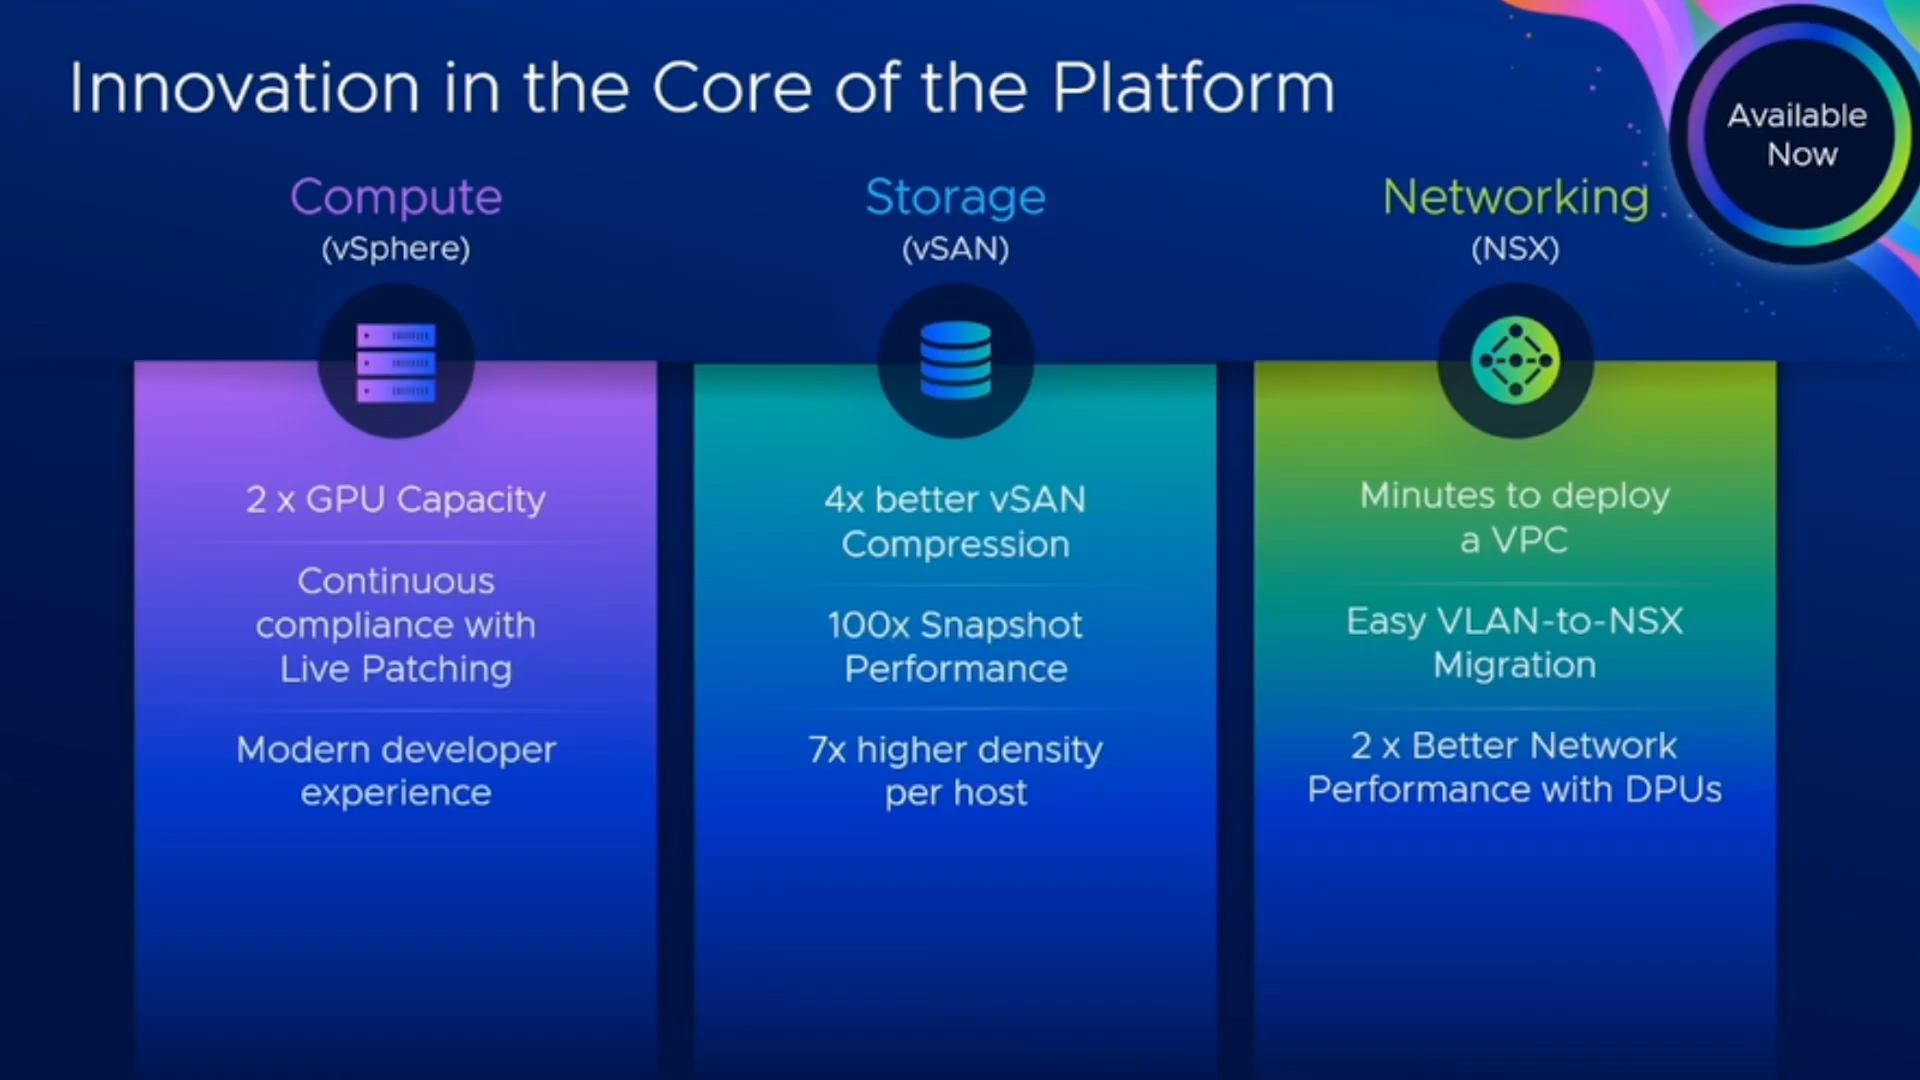 Innovation in the Core of the Platform
Available
Now
Compute
(vSphere)
2 x GPU Capacity
Continuous
compliance with
Live Patching
Modern developer
experience
Storage
(vSAN)
4x better vSAN
Compression
100x Snapshot
Performance
7x higher density
per host
Networking
(NSX)
Minutes to deploy
a VPC
Easy VLAN-to-NSX
Migration
2 x Better Network
Performance with DPUs